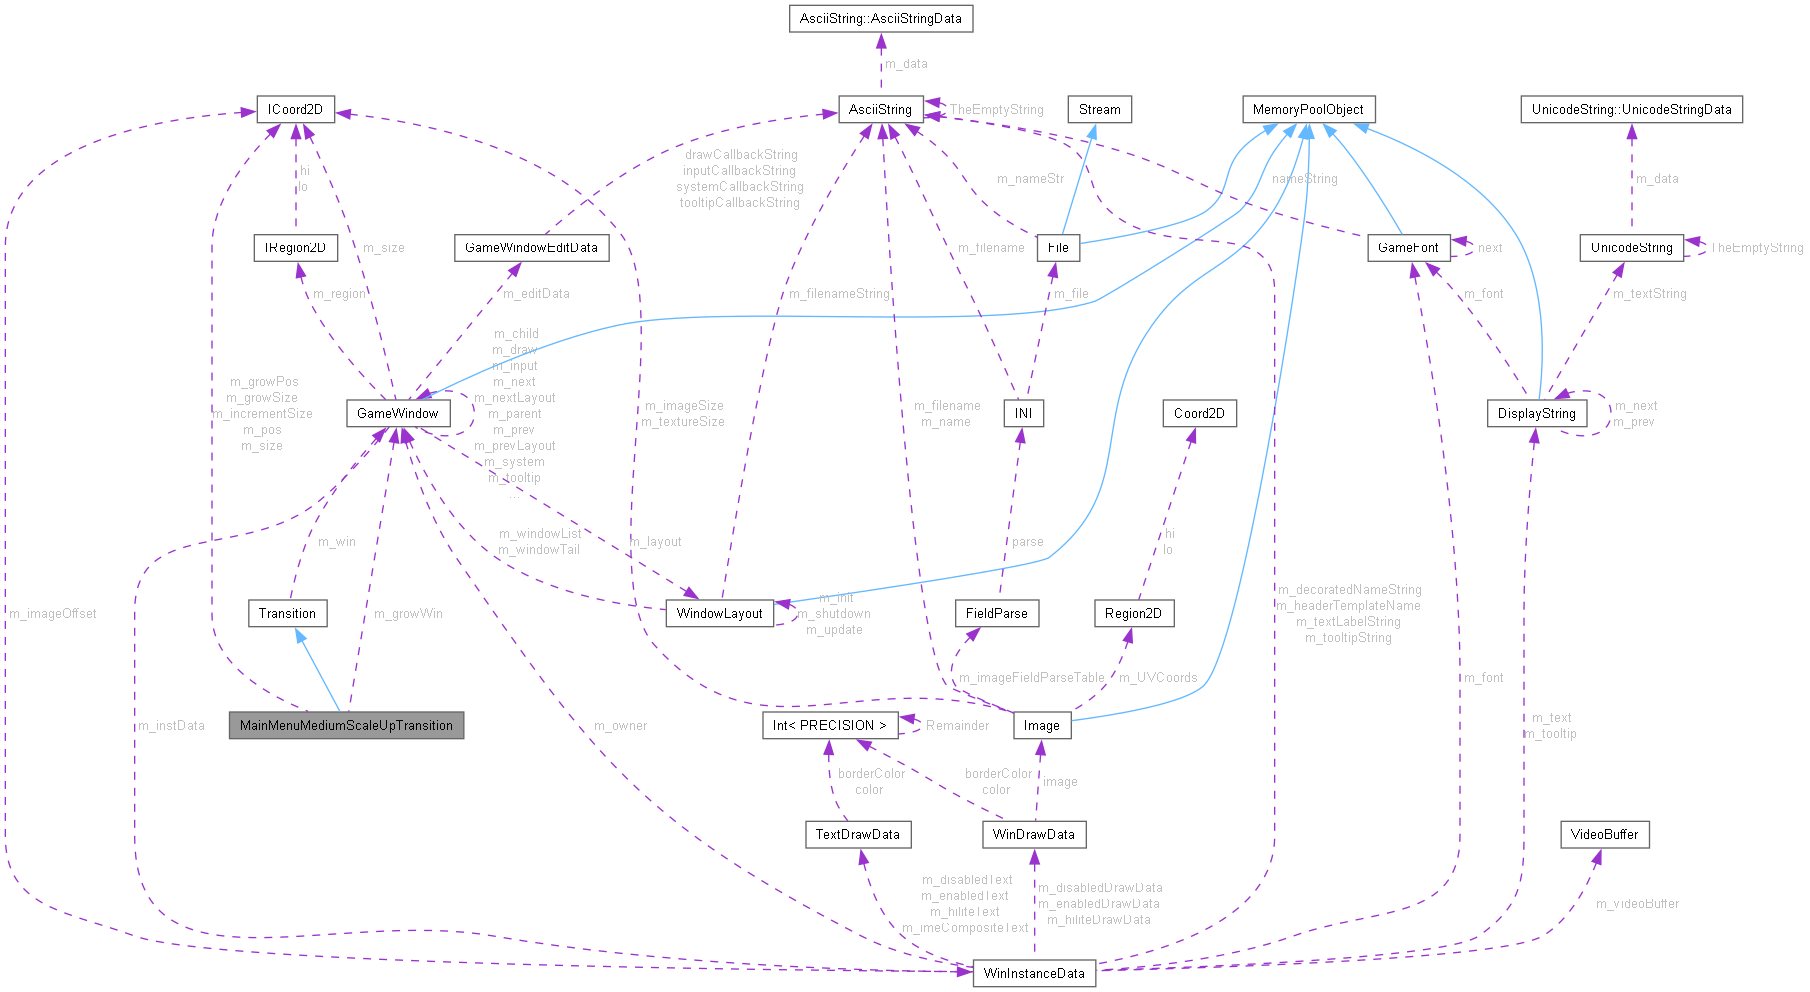 AsciiString::AsciiStringData
m_data
ICoord2D
AsciiString
TheEmptyString
Stream
MemoryPoolObject
UnicodeString::UnicodeStringData
hi
lo
drawCallbackString
inputCallbackString
systemCallbackString
tooltipCallbackString
m_nameStr
nameString
m_data
IRegion2D
m_size
GameWindowEditData
m_filename
File
GameFont
next
UnicodeString
TheEmptyString
m_region
m_editData
m_filenameString
m_file
m_font
m_textString
m_child
m_draw
m_input
m_next
m_nextLayout
m_parent
m_prev
m_prevLayout
m_system
m_tooltip
...
m_growPos
m_growSize
m_incrementSize
m_pos
m_size
GameWindow
m_imageSize
m_textureSize
m_filename
m_name
INI
Coord2D
DisplayString
m_next
m_prev
m_win
m_windowList
m_windowTail
m_layout
parse
hi
lo
m_imageOffset
Transition
m_growWin
WindowLayout
m_init
m_shutdown
m_update
FieldParse
Region2D
m_decoratedNameString
m_headerTemplateName
m_textLabelString
m_tooltipString
m_imageFieldParseTable
m_UVCoords
m_font
MainMenuMediumScaleUpTransition
m_instData
m_owner
Int< PRECISION >
Remainder
Image
m_text
m_tooltip
borderColor
color
borderColor
color
image
TextDrawData
WinDrawData
VideoBuffer
m_disabledText
m_enabledText
m_hiliteText
m_imeCompositeText
m_disabledDrawData
m_enabledDrawData
m_hiliteDrawData
m_videoBuffer
WinInstanceData